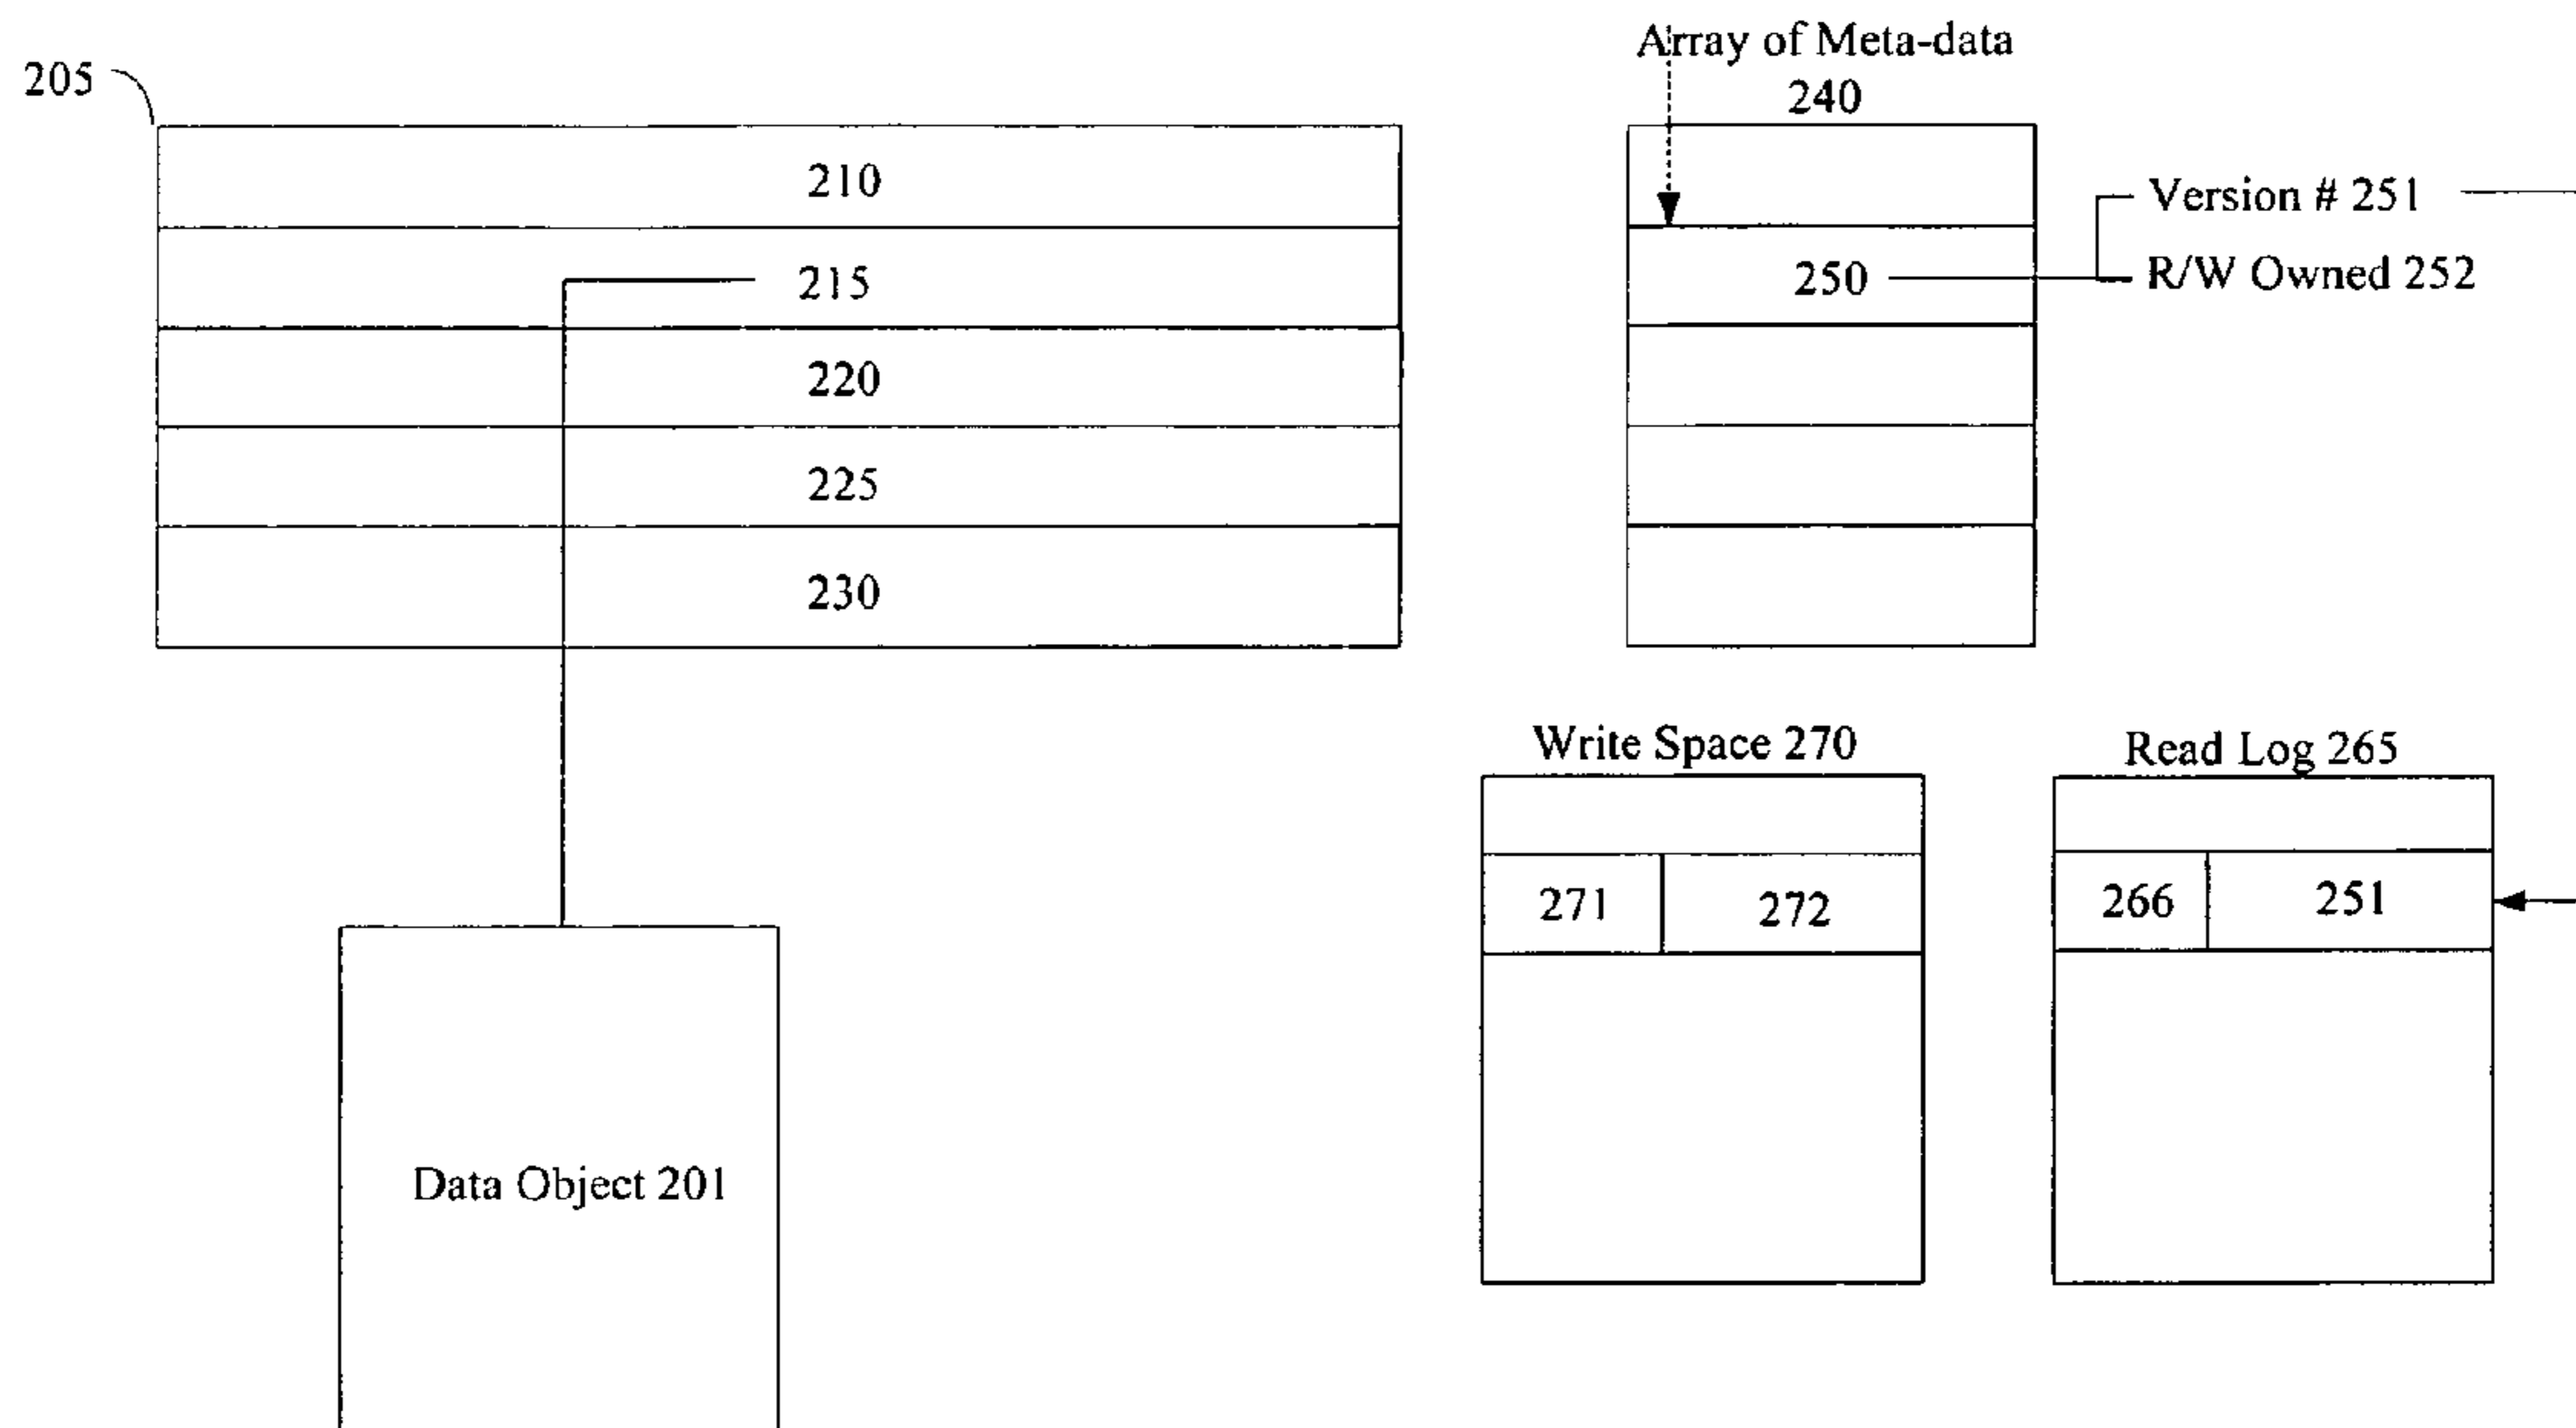 Array of Meta-data
240
205
210
215
220
225
230
250
Version # 251
R/W Owned 252
Write Space 270
271
272
Read Log 265
266
251
Data Object 201